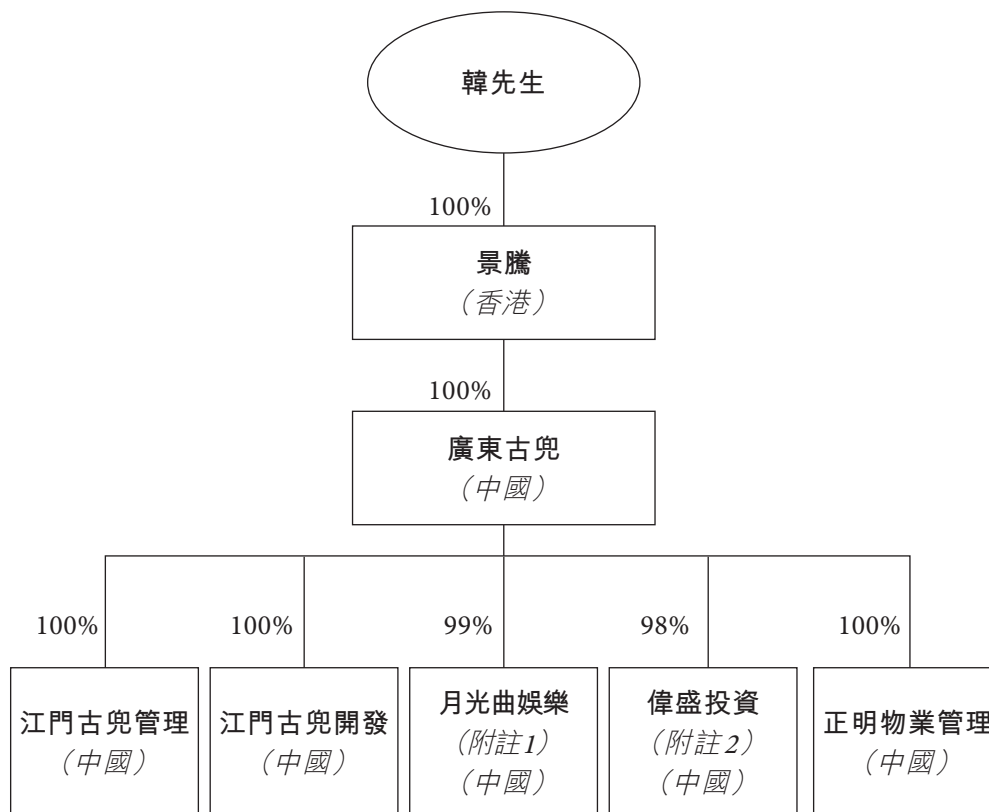 韓先生
100%
景騰
（香港）
100%
廣東古兜
（中國）
100%
100%
99%
98%
100%
江門古兜管理
（中國）
江門古兜開發
（中國）
月光曲娛樂
（附註1）
（中國）
偉盛投資
（附註2）
（中國）
正明物業管理
（中國）